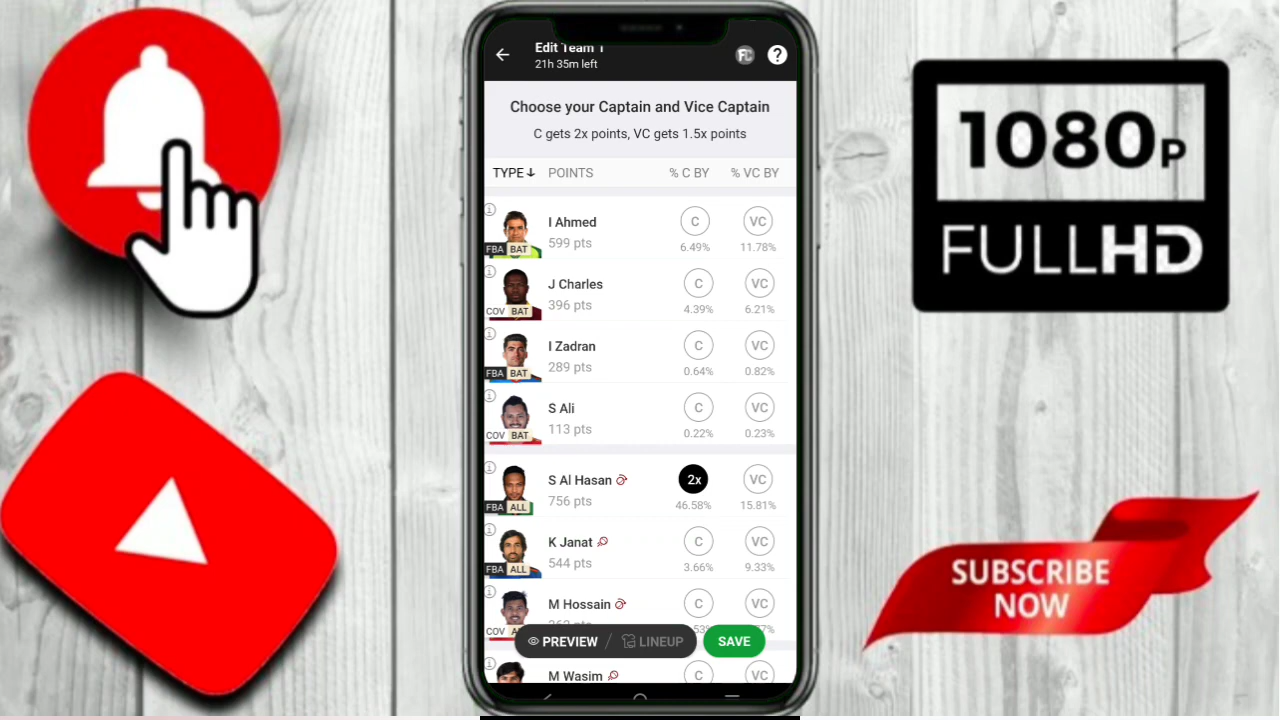 Edit Team 1
21h 35m left
FC
?
Choose your Captain and Vice Captain
C gets 2x points, VC gets 1.5x points
TYPE POINTS % C BY % VC BY
I Ahmed C VC
599 pts 6.49% 11.78%
FBA BAT
J Charles C VC
396 pts 4.39% 6.21%
COV BAT
I Zadran C VC
289 pts 0.64% 0.82%
FBA BAT
S Ali C VC
113 pts 0.22% 0.23%
COV BAT
S Al Hasan 2x VC
756 pts 46.58% 15.81%
FBA ALL
K Janat C VC
544 pts 3.66% 9.33%
FBA ALL
M Hossain C VC
COV
PREVIEW / LINEUP SAVE
M Wasim C VC
1080P
FULLHD
SUBSCRIBE
NOW